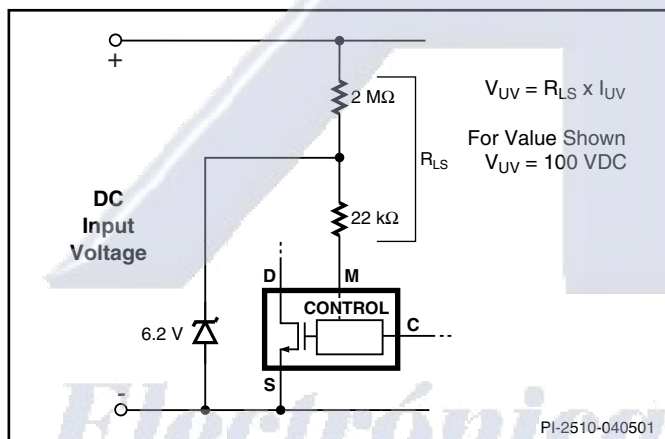 +
2 MΩ
V_UV = R_LS x I_UV
For Value Shown
V_UV = 100 VDC
R_LS
DC
Input
Voltage
22 kΩ
D
M
CONTROL
C
6.2 V
S
-
Electrónica
PI-2510-040501